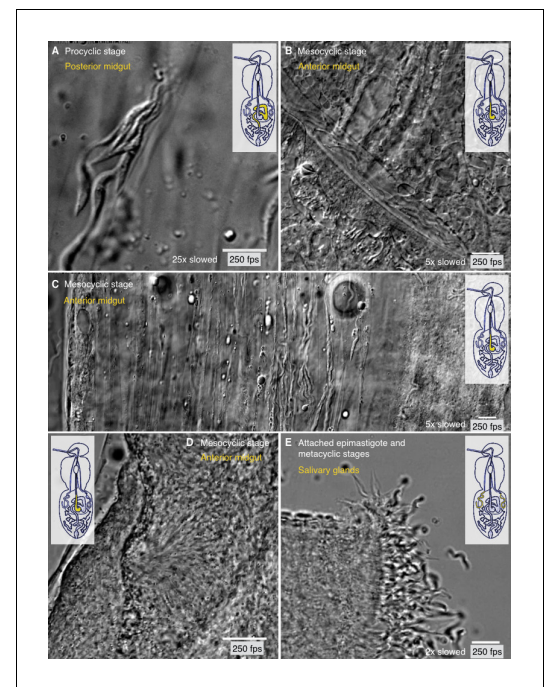 A Procyclic stage
Posterior midgut
25x slowed 250 fps
B Mesocyclic stage
Anterior midgut
5x slowed 250 fps
C Mesocyclic stage
Anterior midgut
5x slowed 250 fps
D Mesocyclic stage
Anterior midgut
250 fps
E Attached epimastigote and
metacyclic stages
Salivary glands
2x slowed 250 fps